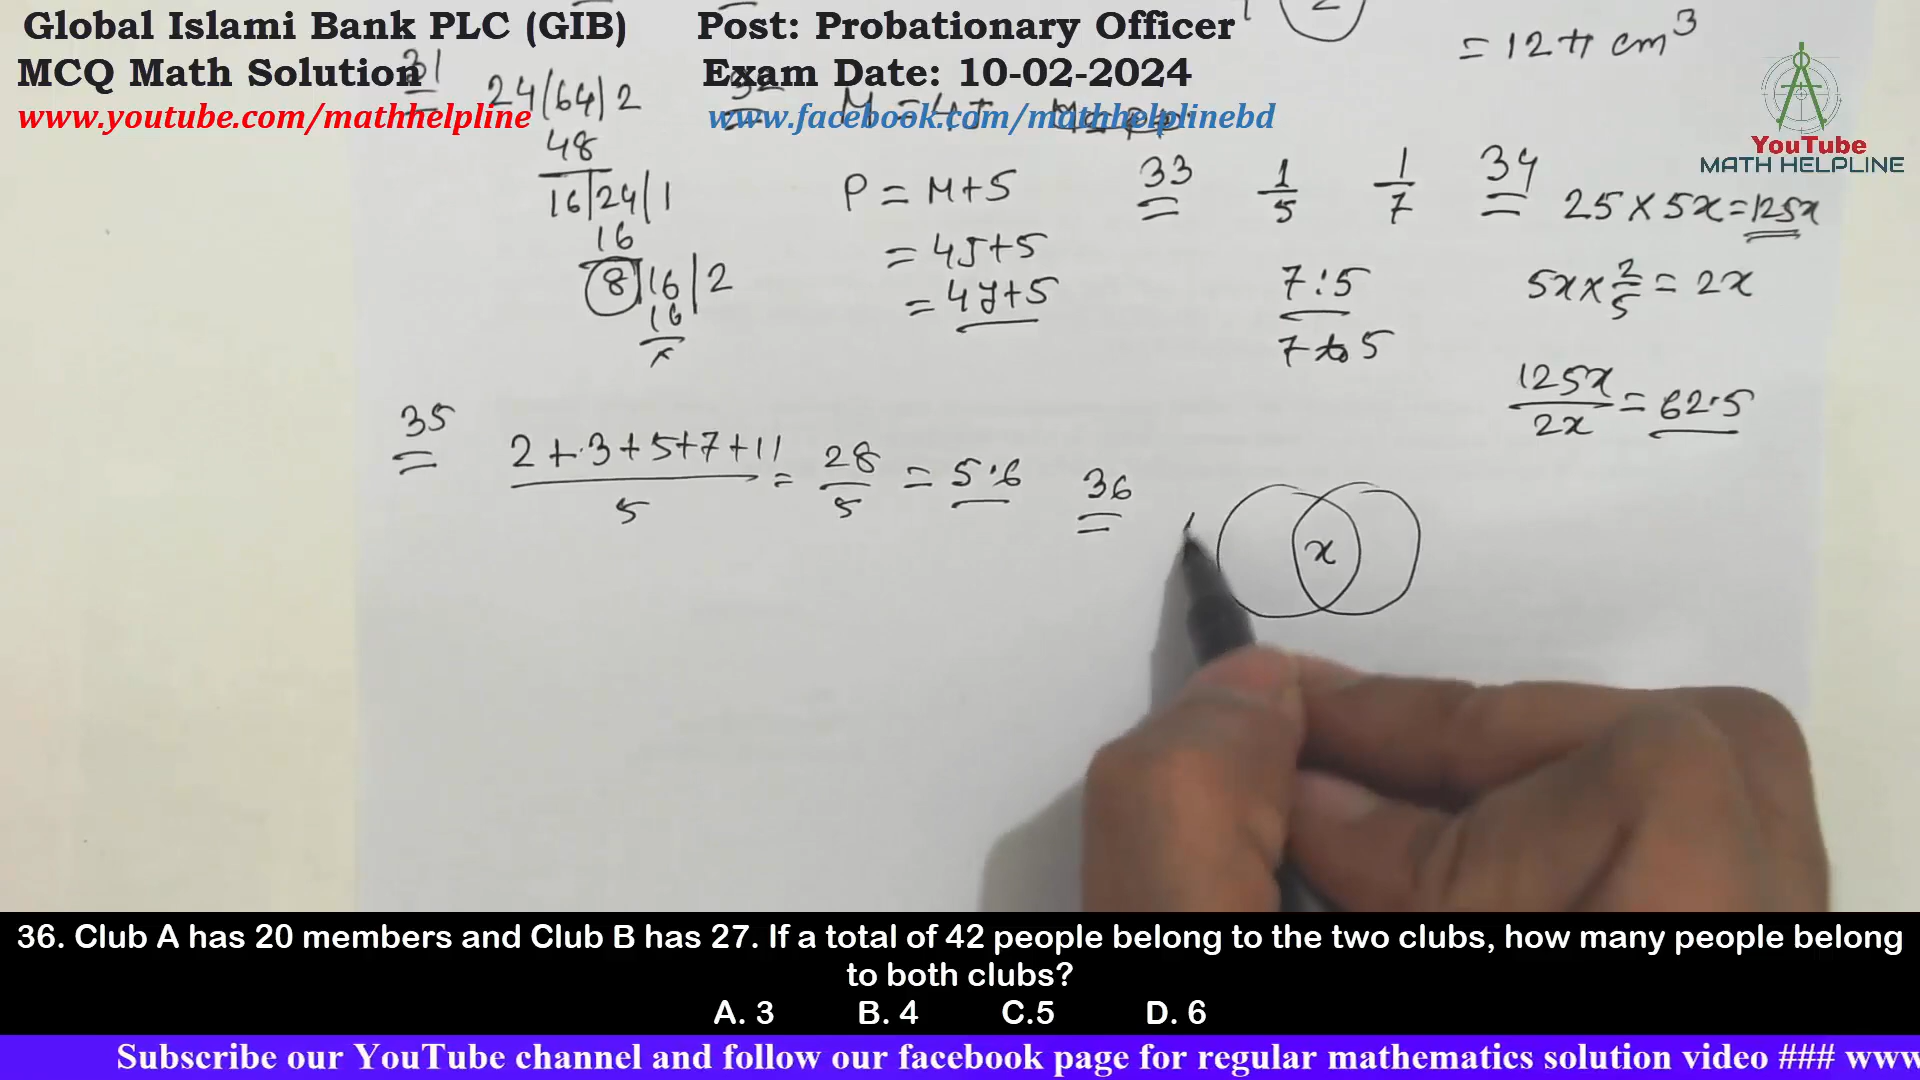 Global Islami Bank PLC (GIB) Post: Probationary Officer
MCQ Math Solution Exam Date: 10-02-2024
www.youtube.com/mathhelpline www.facebook.com/mathhelplinebd
YouTube
MATH HELPLINE
= 12π cm³
31
24(64)2
48
16|24|1
16
8|16|2
16
×
P = M+5
= 4J+5
= 4y+5
33 1/5 1/7
7:5
7 to 5
34 25×5x=125x
5x×2/5=2x
125x/2x=62.5
35
2+3+5+7+11/5=28/5=5.6
36
x
36. Club A has 20 members and Club B has 27. If a total of 42 people belong to the two clubs, how many people belong
to both clubs?
A. 3 B. 4 C.5 D. 6
Subscribe our YouTube channel and follow our facebook page for regular mathematics solution video ### www